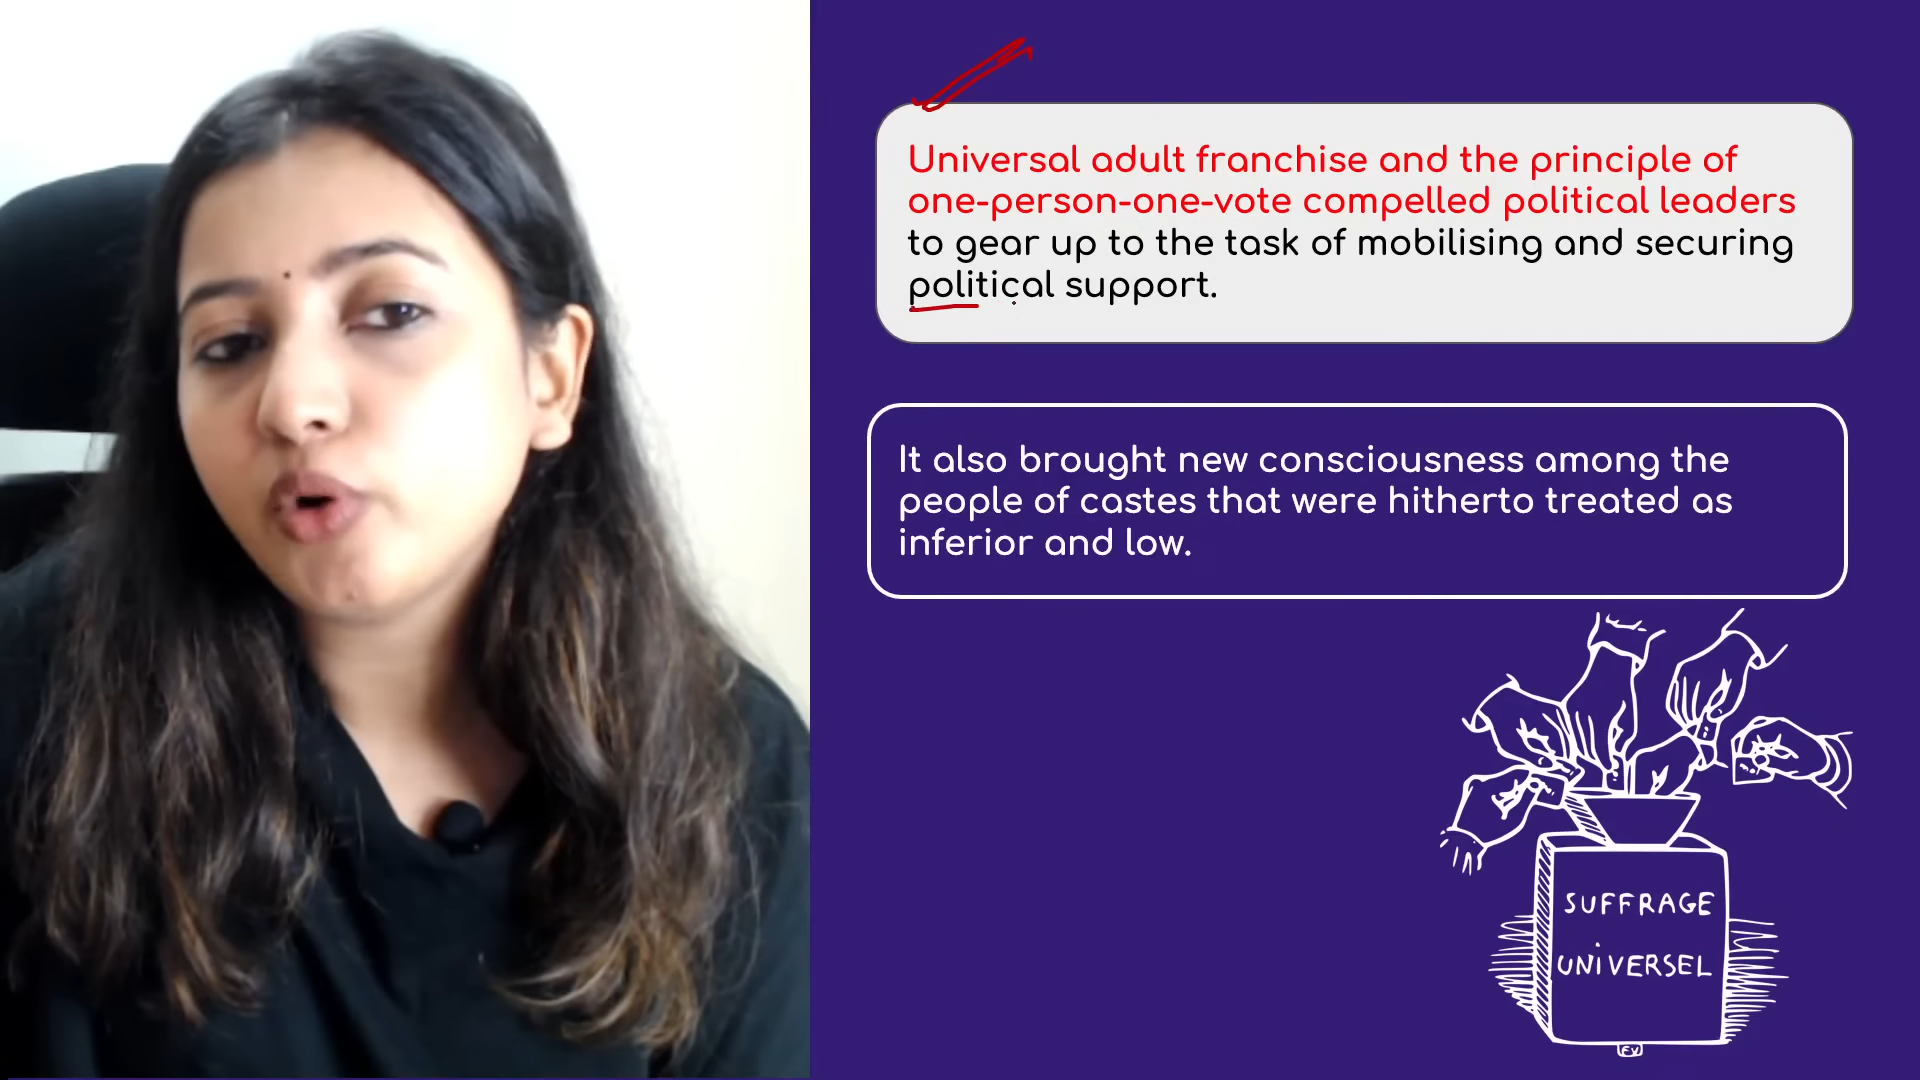 Universal adult franchise and the principle of
one-person-one-vote compelled political leaders
to gear up to the task of mobilising and securing
political support.
It also brought new consciousness among the
people of castes that were hitherto treated as
inferior and low.
SUFFRAGE
UNiVERSEL
EV